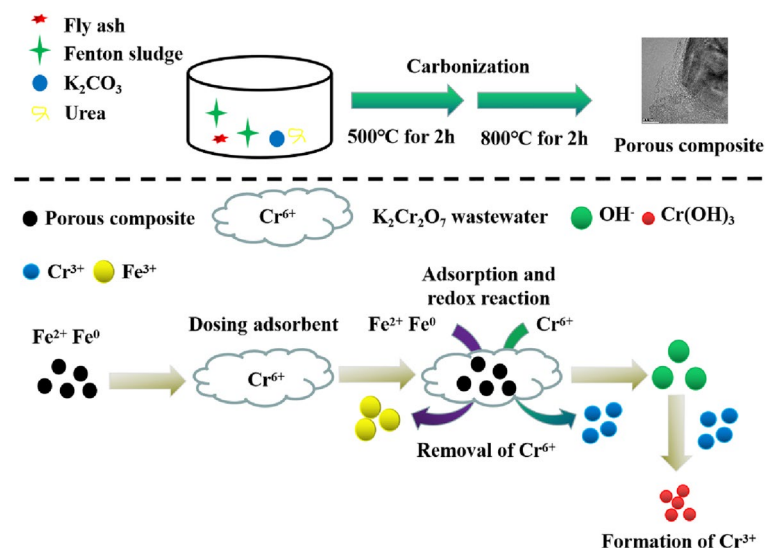 Fly ash
Fenton sludge
K₂CO₃
Urea
Carbonization
500°C for 2h
800°C for 2h
Porous composite
Porous composite
Cr⁶⁺
K₂Cr₂O₇ wastewater
OH⁻
Cr(OH)₃
Cr³⁺
Fe³⁺
Adsorption and
redox reaction
Fe²⁺ Fe⁰
Dosing adsorbent
Fe²⁺ Fe⁰
Cr⁶⁺
Cr⁶⁺
Removal of Cr⁶⁺
Formation of Cr³⁺